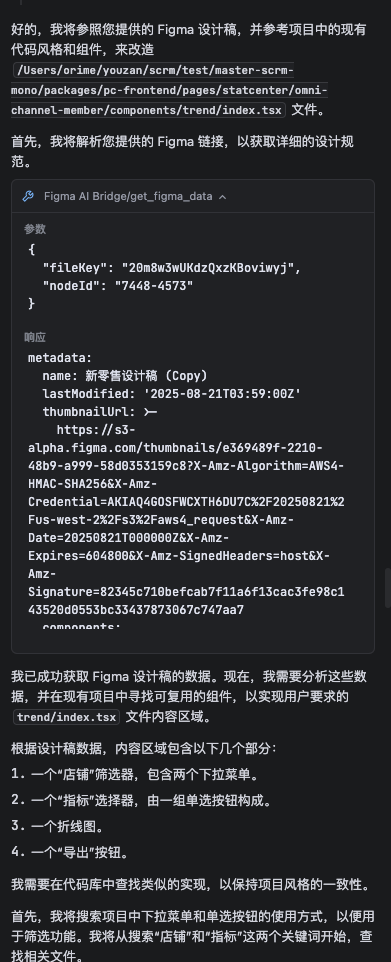 好的，我将参照您提供的 Figma 设计稿，并参考项目中的现有
代码风格和组件，来改造
/Users/orime/youzan/scrm/test/master-scrm-
mono/packages/pc-frontend/pages/statcenter/omni-
channel-member/components/trend/index.tsx 文件。
首先，我将解析您提供的 Figma 链接，以获取详细的设计规
范。
Figma AI Bridge/get_figma_data
参数
{
"fileKey": "20m8w3wUKdzQxzKBoviwyj",
"nodeId": "7448-4573"
}
响应
metadata:
name: 新零售设计稿 (Copy)
lastModified: '2025-08-21T03:59:00Z'
thumbnailUrl: >-
https://s3-
alpha.figma.com/thumbnails/e369489f-2210-
48b9-a999-58d0353159c8?X-Amz-Algorithm=AWS4-
HMAC-SHA256&X-Amz-
Credential=AKIAQ4GOSFWCXTH6DU7C%2F20250821%2
Fus-west-2%2Fs3%2Faws4_request&X-Amz-
Date=20250821T000000Z&X-Amz-
Expires=604800&X-Amz-SignedHeaders=host&X-
Amz-
Signature=82345c710befcab7f11a6f13cac3fe98c1
43520d0553bc33437873067c747aa7
components:
我已成功获取 Figma 设计稿的数据。现在，我需要分析这些数
据，并在现有项目中寻找可复用的组件，以实现用户要求的
trend/index.tsx 文件内容区域。
根据设计稿数据，内容区域包含以下几个部分：
1. 一个“店铺”筛选器，包含两个下拉菜单。
2. 一个“指标”选择器，由一组单选按钮构成。
3. 一个折线图。
4. 一个“导出”按钮。
我需要在代码库中查找类似的实现，以保持项目风格的一致性。
首先，我将搜索项目中下拉菜单和单选按钮的使用方式，以便用
于筛选功能。我将从搜索“店铺”和“指标”这两个关键词开始，查
找相关文件。